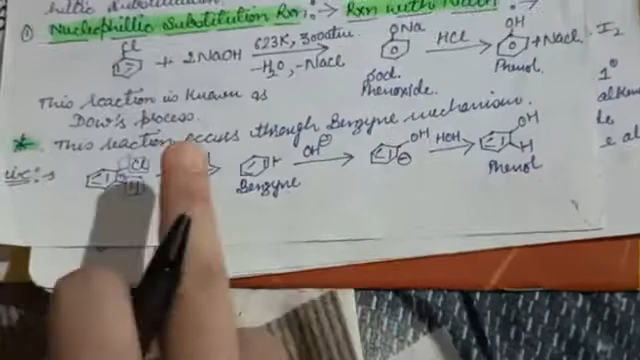 ① Nucleophillic Substitution Rxn :→ Rxn with NaOH :→
Cl + 2NaOH 623K, 300atm -H₂O, -NaCl ONa Sod. Phenoxide. HCl OH Phenol. + NaCl. I₂
This reaction is known as
Dow's process.
* This reaction occurs through Benzyne mechanism.
Cl H Benzyne OH⊖ OH ⊖ HOH OH H Phenol
1°